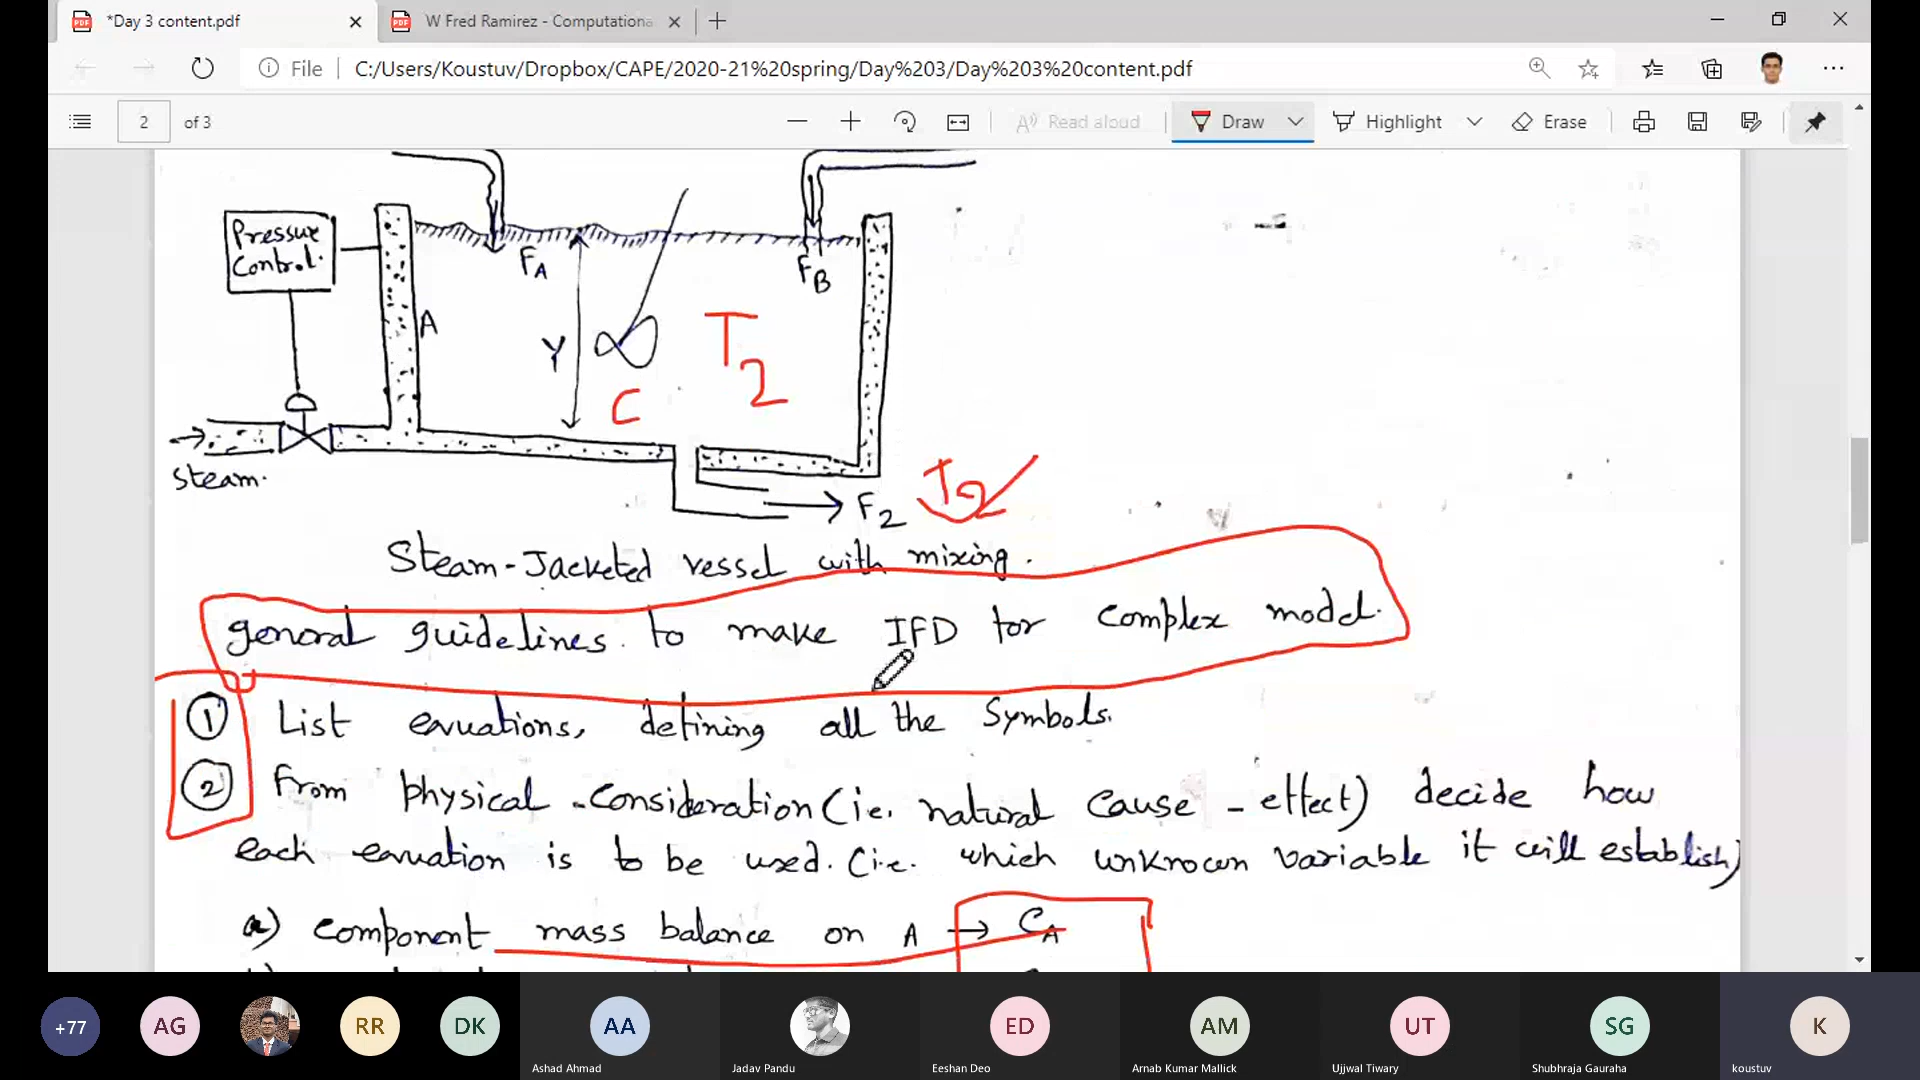 *Day 3 content.pdf
W Fred Ramirez - Computationa
File
C:/Users/Koustuv/Dropbox/CAPE/2020-21%20spring/Day%203/Day%203%20content.pdf
2 of 3
Read aloud
Draw
Highlight
Erase
Pressure
Control.
FA
FB
A
Y
T2
C
steam.
F2
T2
Steam-Jacketed vessel with mixing.
general guidelines. to make IFD for complex model.
① List equations, defining all the Symbols.
② From physical -consideration (i.e. natural cause - effect) decide how
each equation is to be used. (i.e. which unknown variable it will establish)
a) component mass balance on A → CA
+77
AG
RR
DK
AA
ED
AM
UT
SG
K
Ashad Ahmad
Jadav Pandu
Eeshan Deo
Arnab Kumar Mallick
Ujjwal Tiwary
Shubhraja Gauraha
koustuv